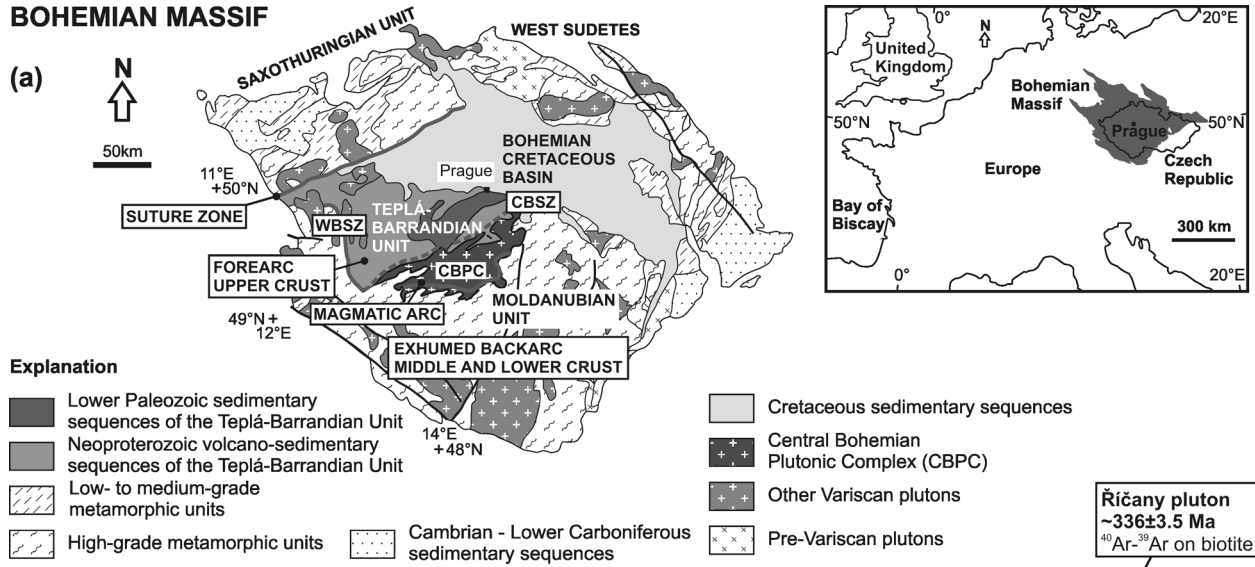 BOHEMIAN MASSIF
(a)
N
50km
SAXOTHURINGIAN UNIT
WEST SUDETES
BOHEMIAN
CRETACEOUS
BASIN
Prague
CBSZ
11°E
+50°N
SUTURE ZONE
WBSZ
TEPLÁ-
BARRANDIAN
UNIT
FOREARC
UPPER CRUST
CBPC
MAGMATIC ARC
MOLDANUBIAN
UNIT
49°N +
12°E
EXHUMED BACKARC
MIDDLE AND LOWER CRUST
14°E
+48°N
0°
20°E
N
United
Kingdom
Bohemian
Massif
50°N
Prague
50°N
Europe
Czech
Republic
Bay of
Biscay
300 km
0°
20°E
Explanation
Lower Paleozoic sedimentary
sequences of the Teplá-Barrandian Unit
Neoproterozoic volcano-sedimentary
sequences of the Teplá-Barrandian Unit
Low- to medium-grade
metamorphic units
High-grade metamorphic units
Cambrian - Lower Carboniferous
sedimentary sequences
Cretaceous sedimentary sequences
Central Bohemian
Plutonic Complex (CBPC)
Other Variscan plutons
Pre-Variscan plutons
Říčany pluton
~336±3.5 Ma
⁴⁰Ar-³⁹Ar on biotite